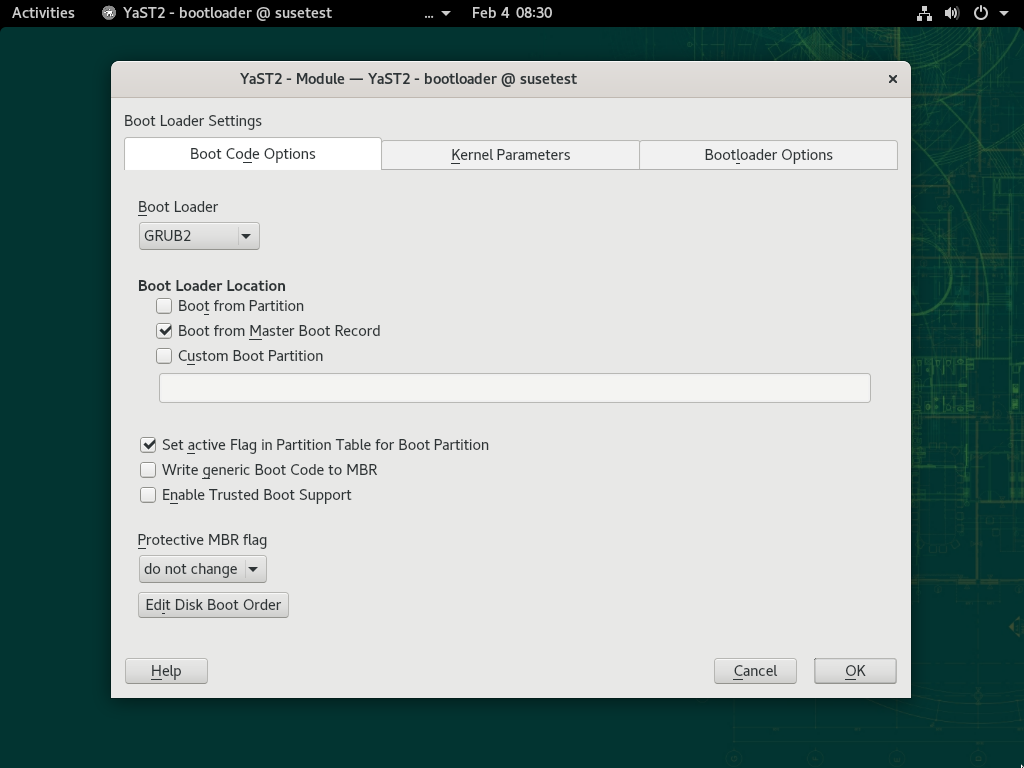 Activities YaST2 - bootloader @ susetest ... Feb 4 08:30
YaST2 - Module — YaST2 - bootloader @ susetest
Boot Loader Settings
Boot Code Options Kernel Parameters Bootloader Options
Boot Loader
GRUB2
Boot Loader Location
Boot from Partition
Boot from Master Boot Record
Custom Boot Partition
Set active Flag in Partition Table for Boot Partition
Write generic Boot Code to MBR
Enable Trusted Boot Support
Protective MBR flag
do not change
Edit Disk Boot Order
Help Cancel OK